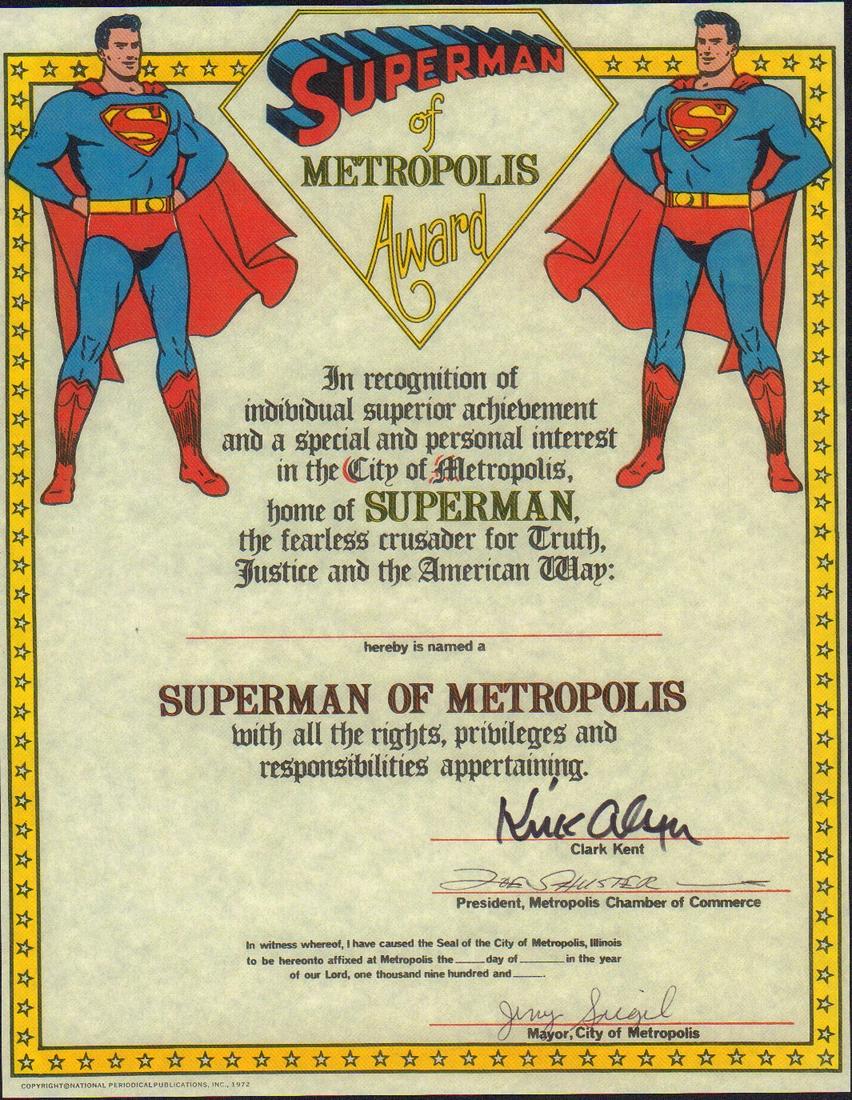 SUPERMAN
of
METROPOLIS
Award
In recognition of
individual superior achievement
and a special and personal interest
in the City of Metropolis,
home of SUPERMAN,
the fearless crusader for Truth,
Justice and the American Way:
hereby is named a
SUPERMAN OF METROPOLIS
with all the rights, privileges and
responsibilities appertaining.
Kirk Alyn
Clark Kent
JOE SHUSTER
President, Metropolis Chamber of Commerce
In witness whereof, I have caused the Seal of the City of Metropolis, Illinois
to be hereonto affixed at Metropolis the _____ day of _______ in the year
of our Lord, one thousand nine hundred and _____.
Jerry Siegel
Mayor, City of Metropolis
COPYRIGHT © NATIONAL PERIODICAL PUBLICATIONS, INC., 1972